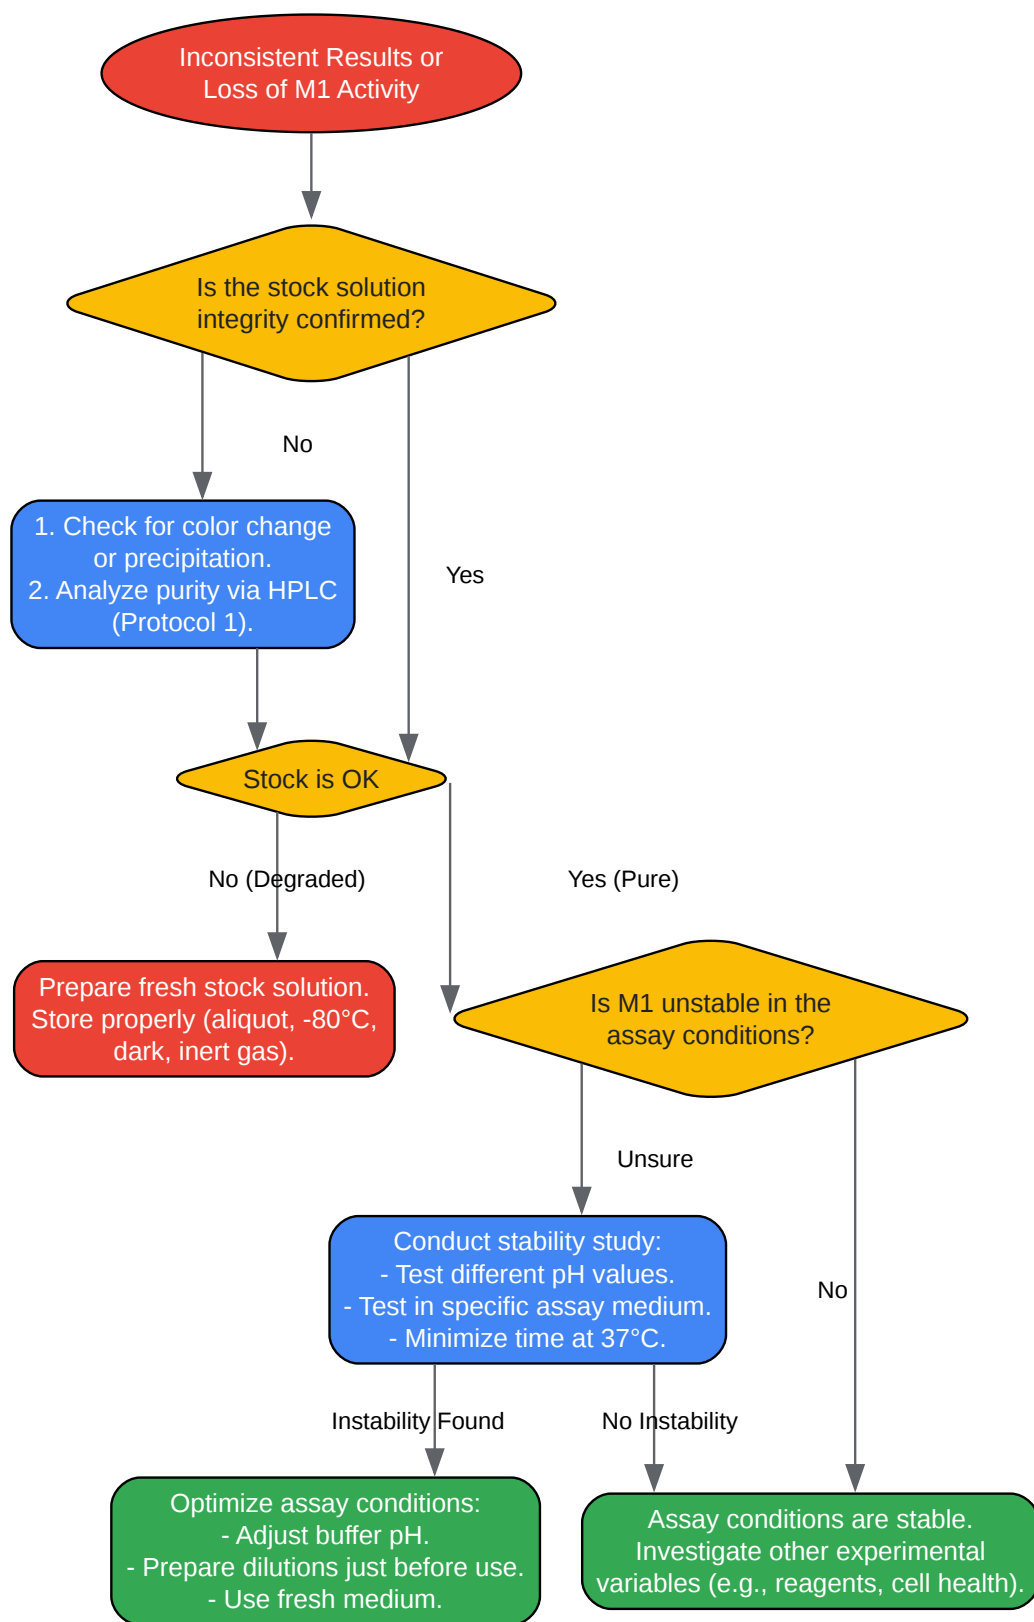 Inconsistent Results or
Loss of M1 Activity
Is the stock solution
integrity confirmed?
No
1. Check for color change
or precipitation.
2. Analyze purity via HPLC
(Protocol 1).
Yes
Stock is OK
No (Degraded)
Yes (Pure)
Prepare fresh stock solution.
Store properly (aliquot, -80°C,
dark, inert gas).
Is M1 unstable in the
assay conditions?
Unsure
Conduct stability study:
- Test different pH values.
- Test in specific assay medium.
- Minimize time at 37°C.
No
Instability Found
No Instability
Optimize assay conditions:
- Adjust buffer pH.
- Prepare dilutions just before use.
- Use fresh medium.
Assay conditions are stable.
Investigate other experimental
variables (e.g., reagents, cell health).